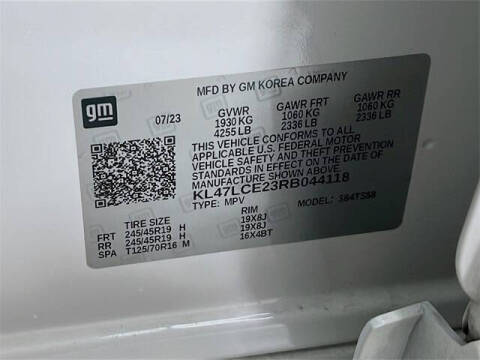 MFD BY GM KOREA COMPANY
gm
07/23
GVWR GAWR FRT GAWR RR
1930 KG 1060 KG 1060 KG
4255 LB 2336 LB 2336 LB
THIS VEHICLE CONFORMS TO ALL
APPLICABLE U.S. FEDERAL MOTOR
VEHICLE SAFETY AND THEFT PREVENTION
STANDARDS IN EFFECT ON THE DATE OF
MANUFACTURE SHOWN ABOVE.
KL47LCE23RB044118
TYPE: MPV MODEL:
TIRE SIZE RIM
FRT 245/45R19 H 19X8J
RR 245/45R19 H 19X8J
SPA T125/70R16 M 16X4BT